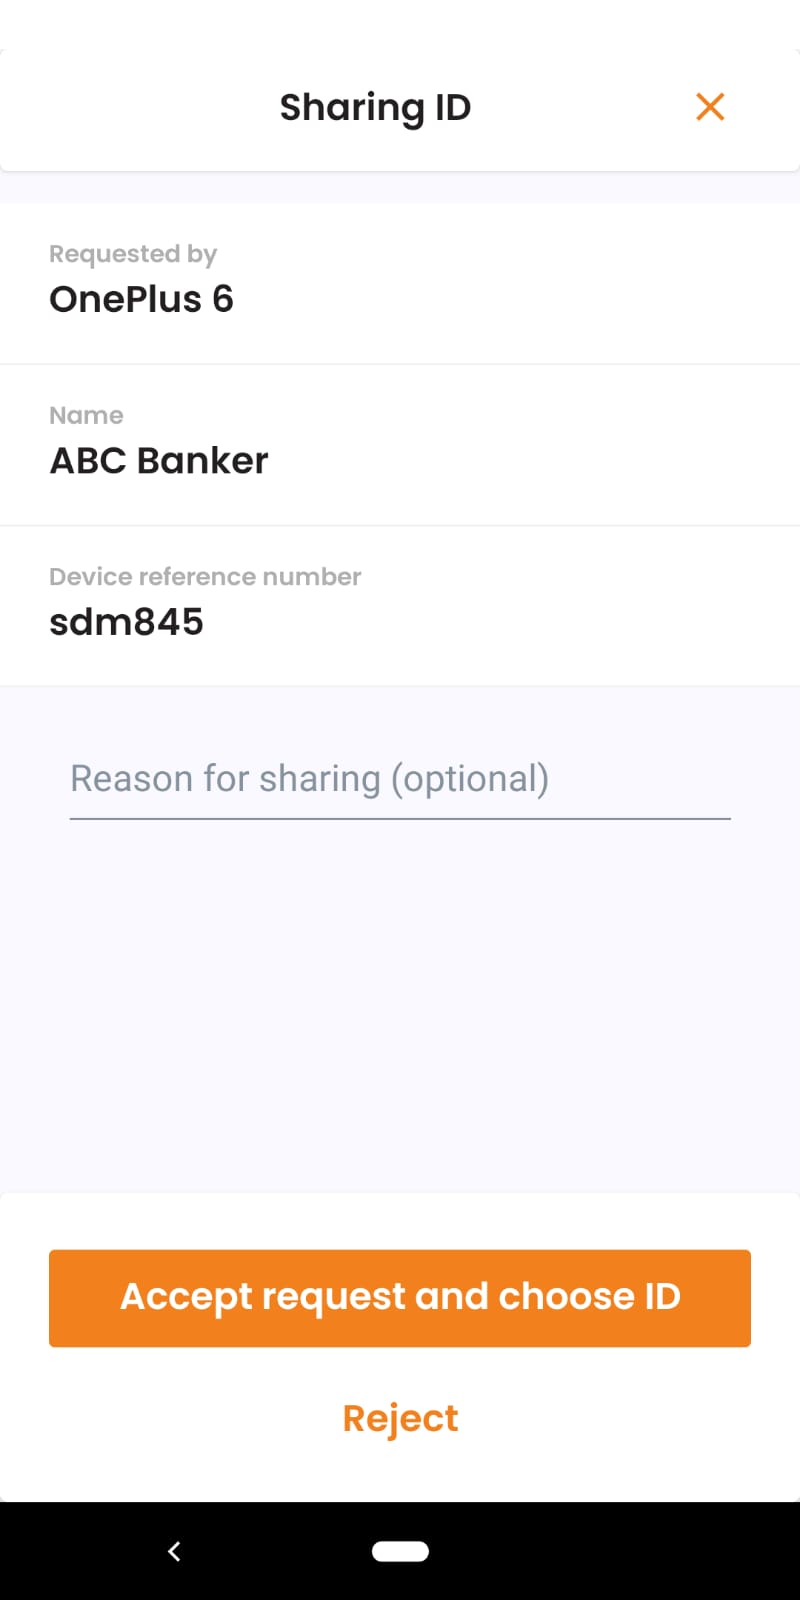 Sharing ID
Requested by
OnePlus 6
Name
ABC Banker
Device reference number
sdm845
Reason for sharing (optional)
Accept request and choose ID
Reject